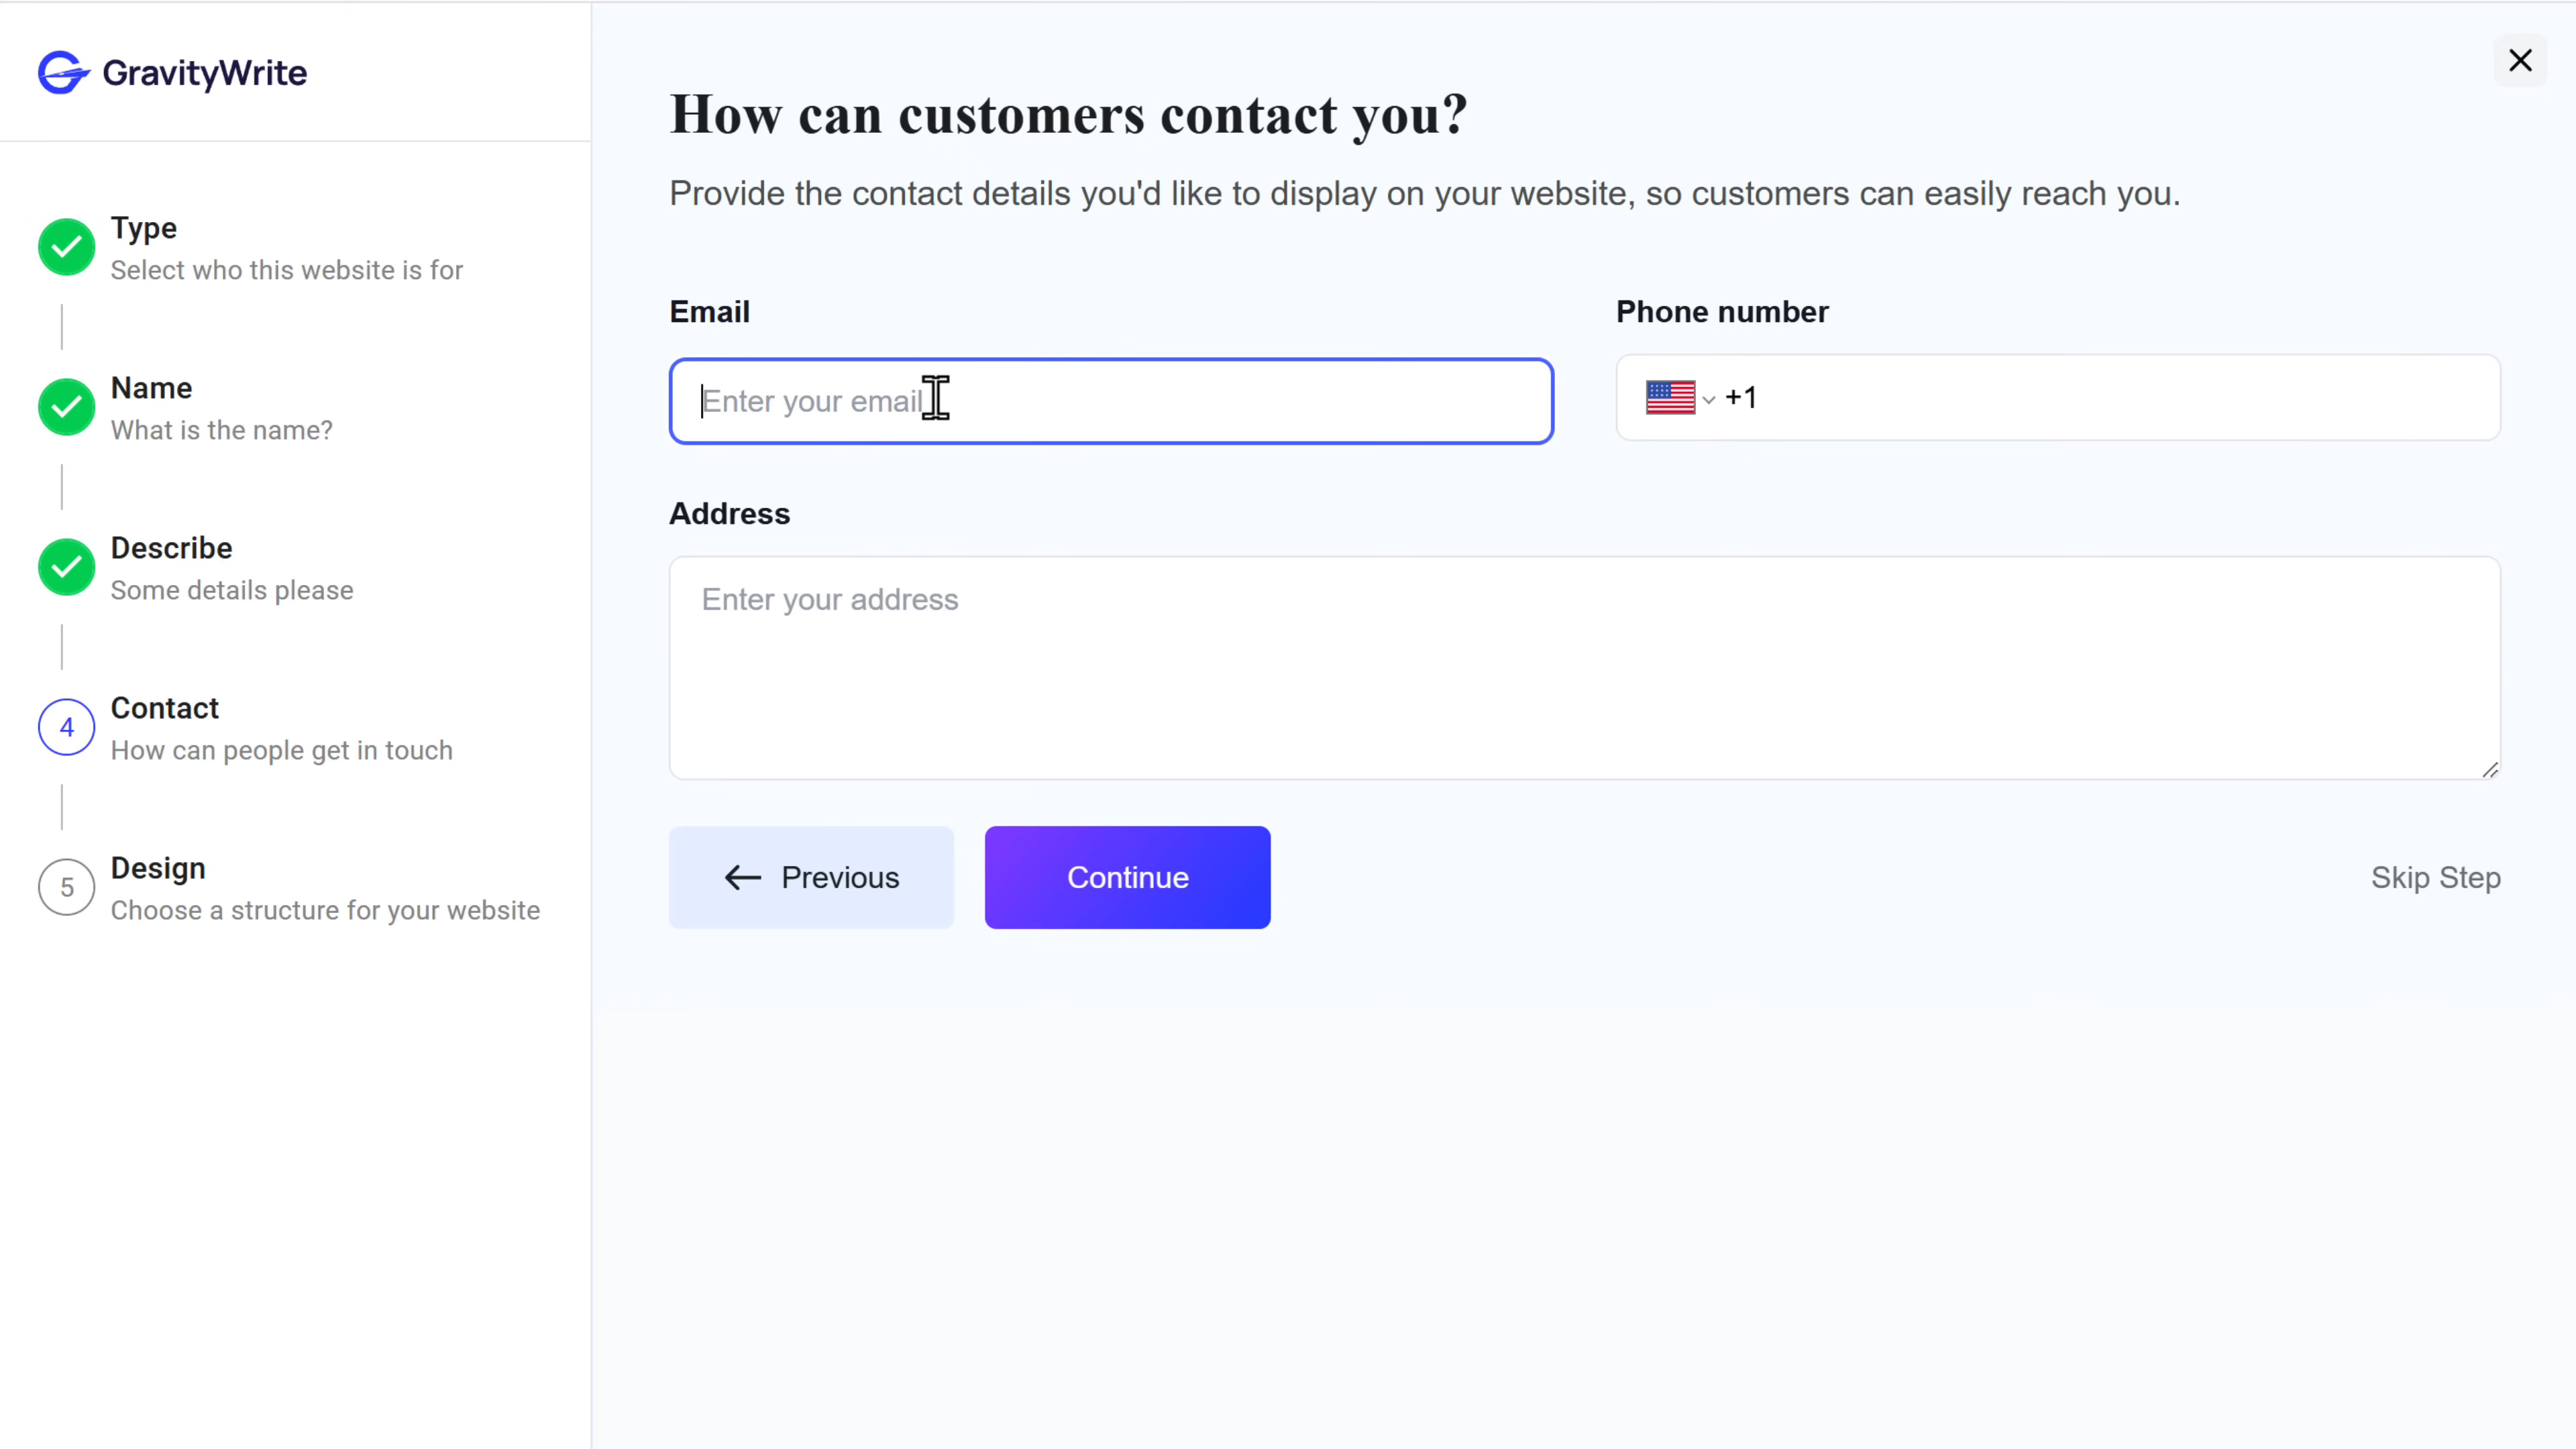 GravityWrite
Type
Select who this website is for
Name
What is the name?
Describe
Some details please
4
Contact
How can people get in touch
5
Design
Choose a structure for your website
How can customers contact you?
Provide the contact details you'd like to display on your website, so customers can easily reach you.
Email
Enter your email
Phone number
+1
Address
Enter your address
Previous
Continue
Skip Step